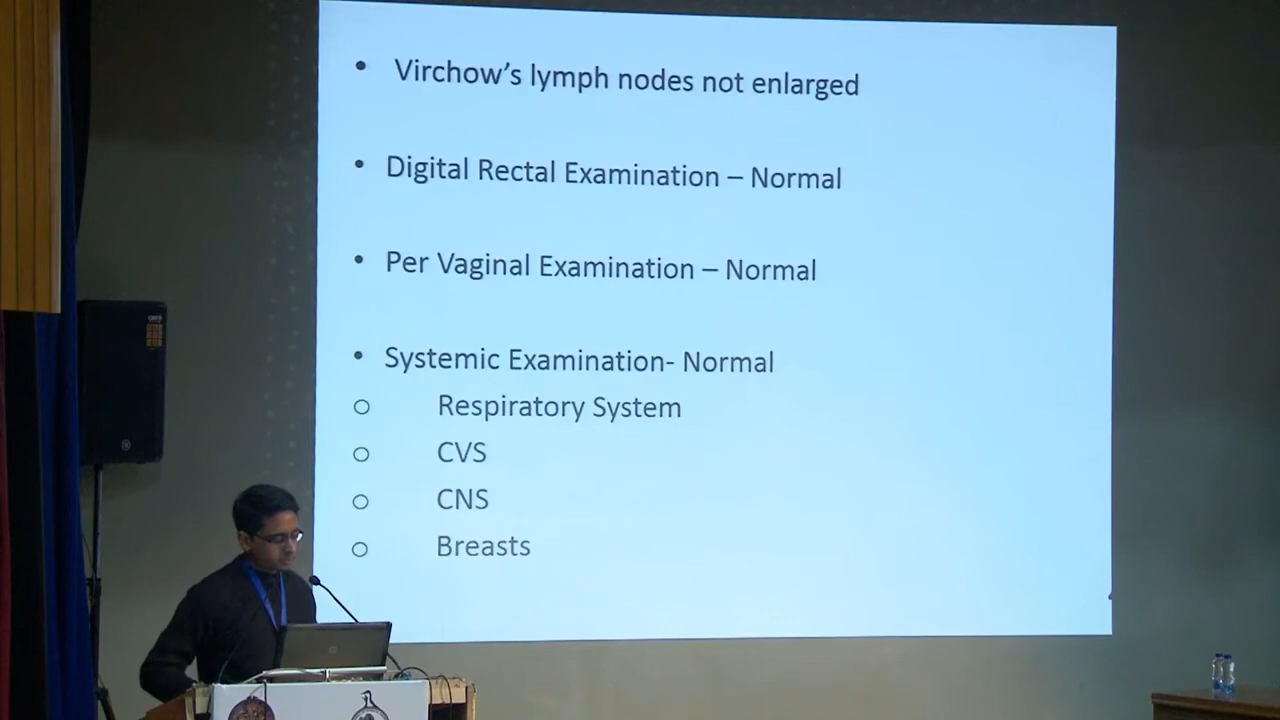 • Virchow’s lymph nodes not enlarged
• Digital Rectal Examination – Normal
• Per Vaginal Examination – Normal
• Systemic Examination- Normal
○ Respiratory System
○ CVS
○ CNS
○ Breasts